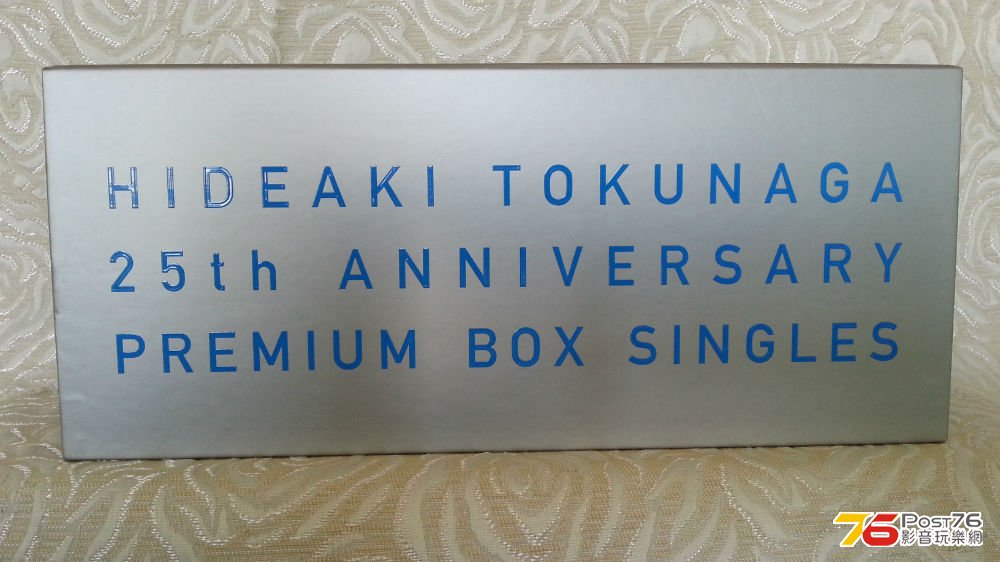 HIDEAKI TOKUNAGA
25th ANNIVERSARY
PREMIUM BOX SINGLES
76 POST76
影音玩樂網